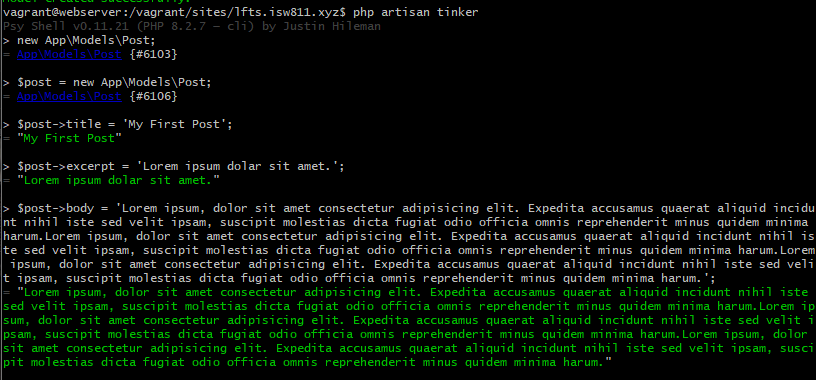 vagrant@webserver:/vagrant/sites/lfts.isw811.xyz$ php artisan tinker
Psy Shell v0.11.21 (PHP 8.2.7 — cli) by Justin Hileman
> new App\Models\Post;
= App\Models\Post {#6103}
> $post = new App\Models\Post;
= App\Models\Post {#6106}
> $post->title = 'My First Post';
= "My First Post"
> $post->excerpt = 'Lorem ipsum dolar sit amet.';
= "Lorem ipsum dolar sit amet."
> $post->body = 'Lorem ipsum, dolor sit amet consectetur adipisicing elit. Expedita accusamus quaerat aliquid incidu
nt nihil iste sed velit ipsam, suscipit molestias dicta fugiat odio officia omnis reprehenderit minus quidem minima
harum.Lorem ipsum, dolor sit amet consectetur adipisicing elit. Expedita accusamus quaerat aliquid incidunt nihil is
te sed velit ipsam, suscipit molestias dicta fugiat odio officia omnis reprehenderit minus quidem minima harum.Lorem
ipsum, dolor sit amet consectetur adipisicing elit. Expedita accusamus quaerat aliquid incidunt nihil iste sed veli
t ipsam, suscipit molestias dicta fugiat odio officia omnis reprehenderit minus quidem minima harum.';
= "Lorem ipsum, dolor sit amet consectetur adipisicing elit. Expedita accusamus quaerat aliquid incidunt nihil iste
sed velit ipsam, suscipit molestias dicta fugiat odio officia omnis reprehenderit minus quidem minima harum.Lorem ip
sum, dolor sit amet consectetur adipisicing elit. Expedita accusamus quaerat aliquid incidunt nihil iste sed velit i
psam, suscipit molestias dicta fugiat odio officia omnis reprehenderit minus quidem minima harum.Lorem ipsum, dolor
sit amet consectetur adipisicing elit. Expedita accusamus quaerat aliquid incidunt nihil iste sed velit ipsam, susci
pit molestias dicta fugiat odio officia omnis reprehenderit minus quidem minima harum."